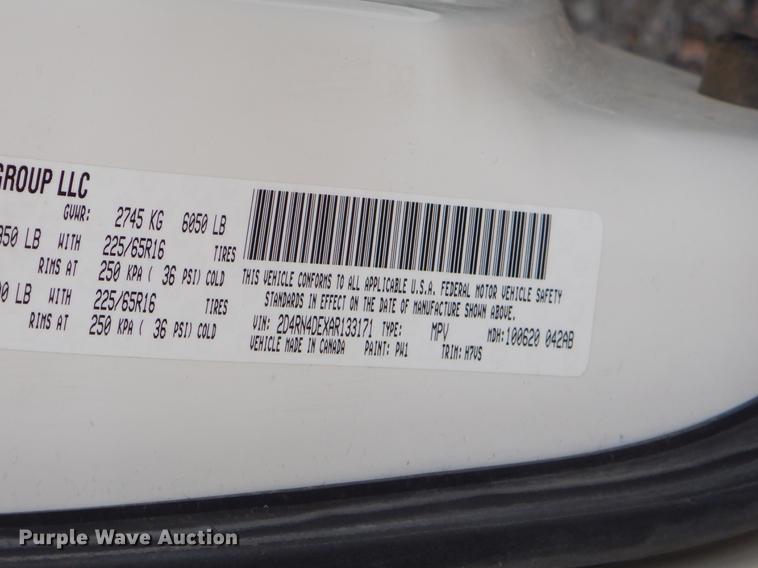 GROUP LLC
GVWR: 2745 KG 6050 LB
350 LB WITH 225/65R16 TIRES
RIMS AT 250 KPA ( 36 PSI) COLD
0 LB WITH 225/65R16 TIRES
RIMS AT 250 KPA ( 36 PSI) COLD
THIS VEHICLE CONFORMS TO ALL APPLICABLE U.S.A. FEDERAL MOTOR VEHICLE SAFETY
STANDARDS IN EFFECT ON THE DATE OF MANUFACTURE SHOWN ABOVE.
VIN: 2D4RN4DEXAR133171 TYPE: MPV MDH:100620 042AB
VEHICLE MADE IN CANADA PAINT: PW1 TRIM: H7VS
Purple Wave Auction